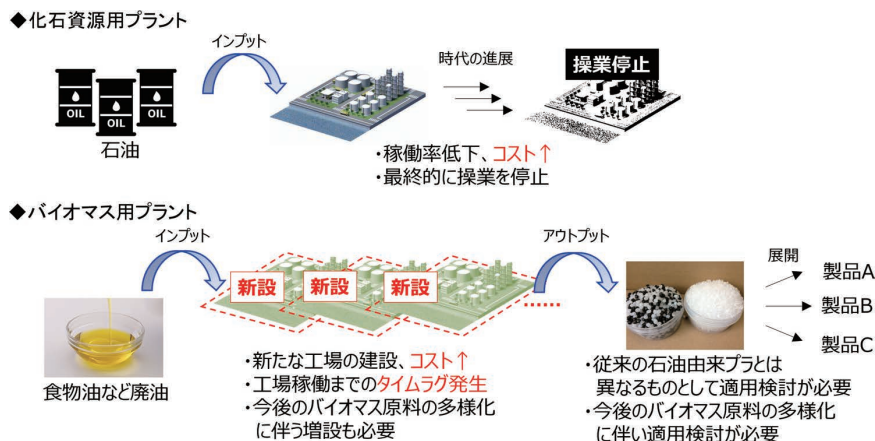 ◆化石資源用プラント
インプット
時代の進展
操業停止
OIL
OIL
OIL
石油
・稼働率低下、コスト↑
・最終的に操業を停止
◆バイオマス用プラント
インプット
アウトプット
展開
新設
新設
新設
……
製品A
製品B
製品C
食物油など廃油
・新たな工場の建設、コスト↑
・工場稼働までのタイムラグ発生
・今後のバイオマス原料の多様化
に伴う増設も必要
・従来の石油由来プラとは
異なるものとして適用検討が必要
・今後のバイオマス原料の多様化
に伴い適用検討が必要